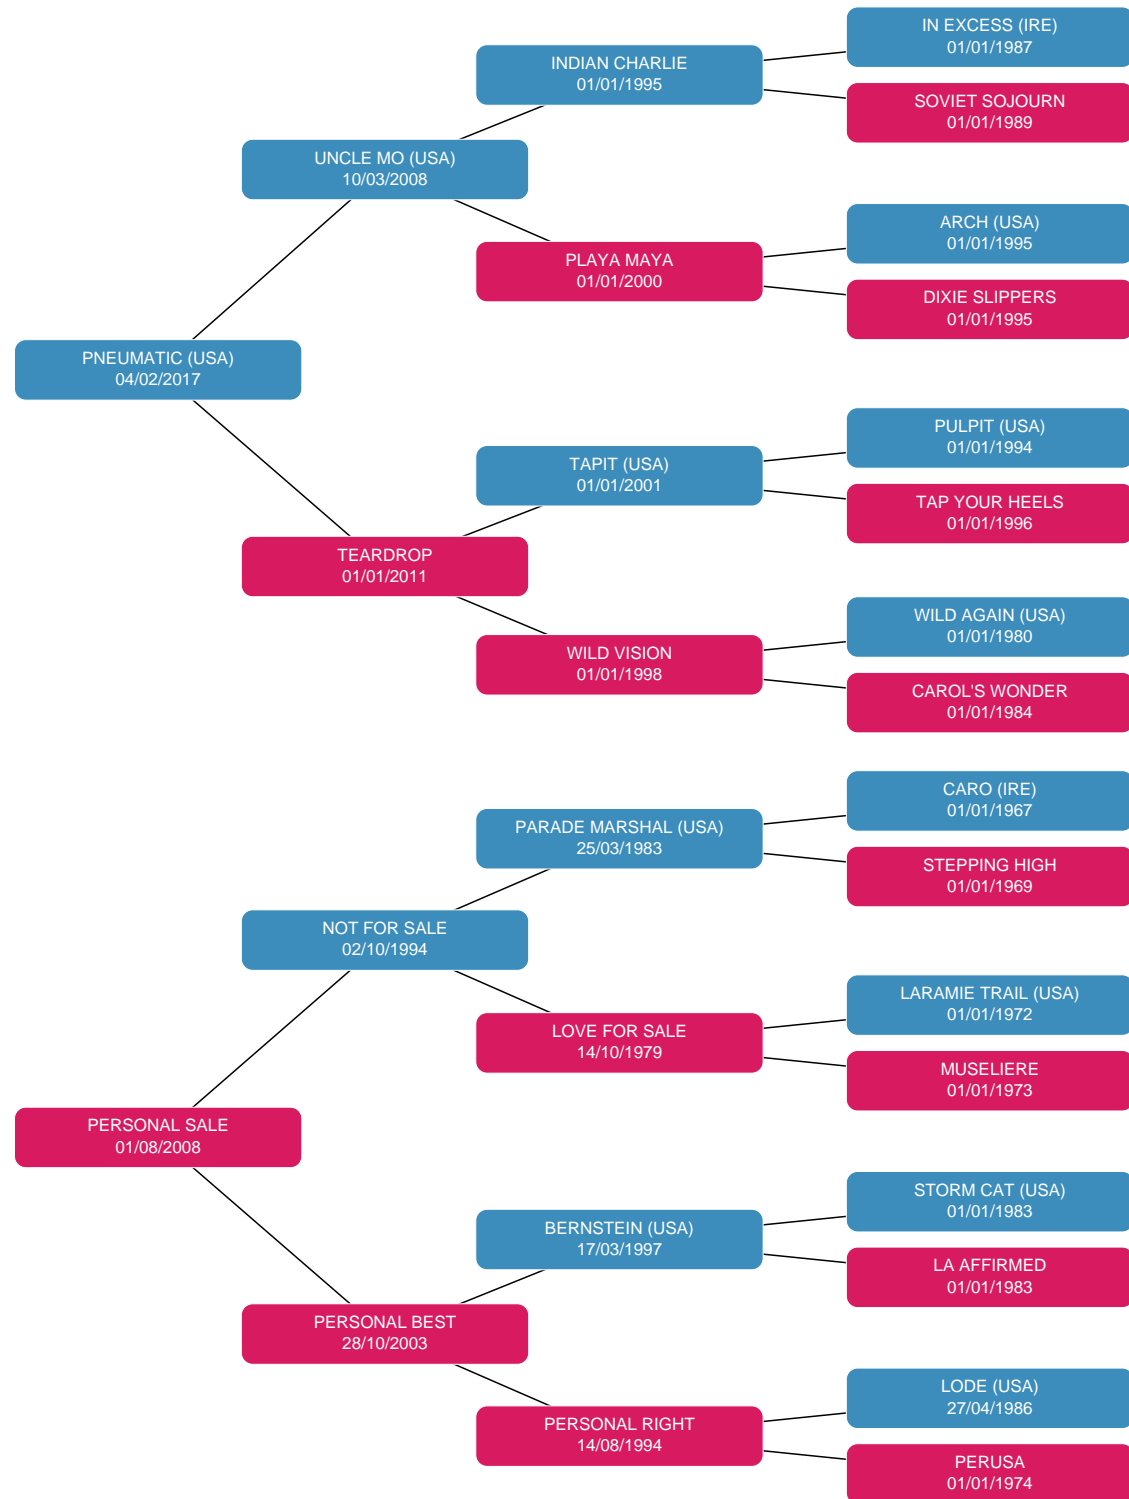 IN EXCESS (IRE)
01/01/1987
INDIAN CHARLIE
01/01/1995
SOVIET SOJOURN
01/01/1989
UNCLE MO (USA)
10/03/2008
ARCH (USA)
01/01/1995
PLAYA MAYA
01/01/2000
DIXIE SLIPPERS
01/01/1995
PNEUMATIC (USA)
04/02/2017
PULPIT (USA)
01/01/1994
TAPIT (USA)
01/01/2001
TAP YOUR HEELS
01/01/1996
TEARDROP
01/01/2011
WILD AGAIN (USA)
01/01/1980
WILD VISION
01/01/1998
CAROL'S WONDER
01/01/1984
CARO (IRE)
01/01/1967
PARADE MARSHAL (USA)
25/03/1983
STEPPING HIGH
01/01/1969
NOT FOR SALE
02/10/1994
LARAMIE TRAIL (USA)
01/01/1972
LOVE FOR SALE
14/10/1979
MUSELIERE
01/01/1973
PERSONAL SALE
01/08/2008
STORM CAT (USA)
01/01/1983
BERNSTEIN (USA)
17/03/1997
LA AFFIRMED
01/01/1983
PERSONAL BEST
28/10/2003
LODE (USA)
27/04/1986
PERSONAL RIGHT
14/08/1994
PERUSA
01/01/1974